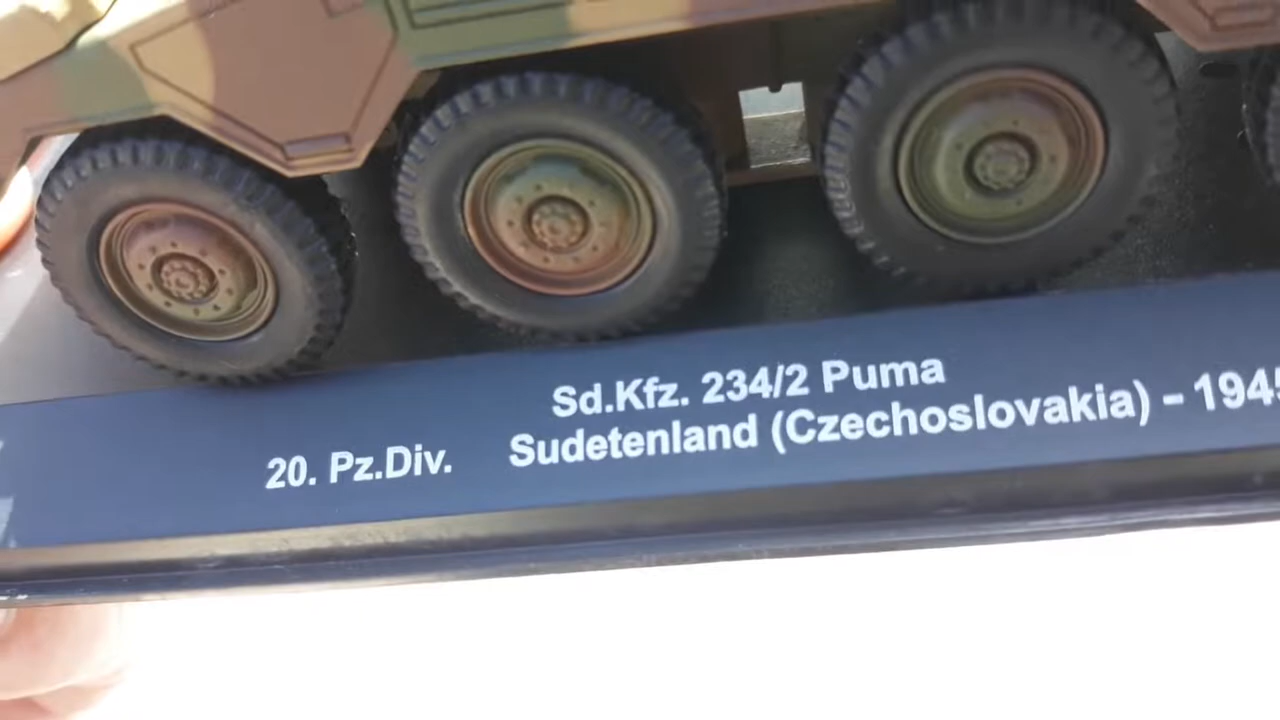 Sd.Kfz. 234/2 Puma
20. Pz.Div. Sudetenland (Czechoslovakia) - 1945